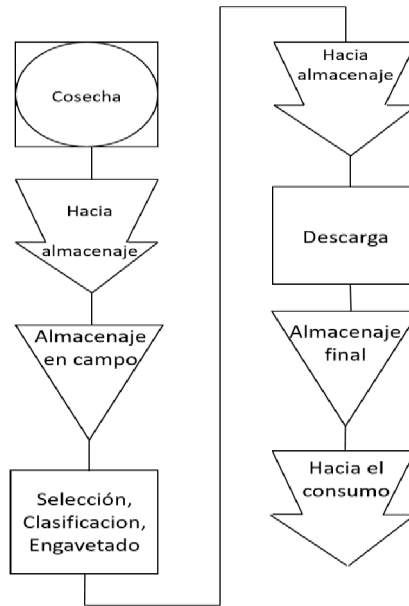 Cosecha
Hacia
almacenaje
Almacenaje
en campo
Selección,
Clasificacion,
Engavetado
Hacia
almacenaje
Descarga
Almacenaje
final
Hacia el
consumo